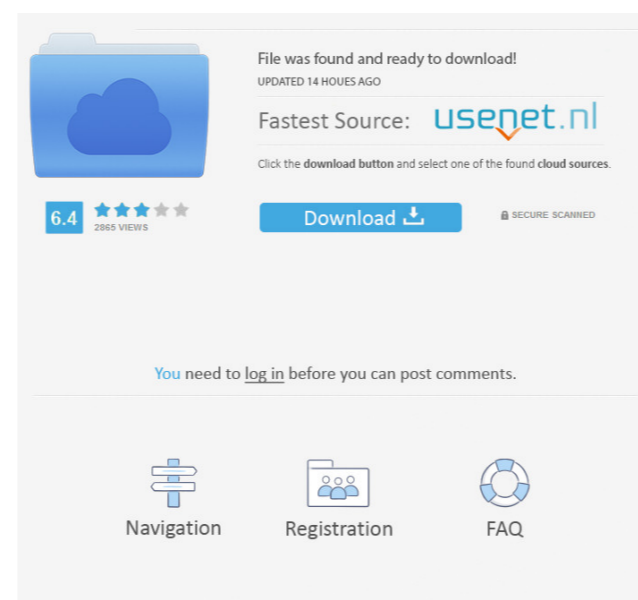 File was found and ready to download!
UPDATED 14 HOUES AGO
Fastest Source: usenet.nl
Click the download button and select one of the found cloud sources.
6.4
2865 VIEWS
Download
SECURE SCANNED
You need to log in before you can post comments.
Navigation
Registration
FAQ